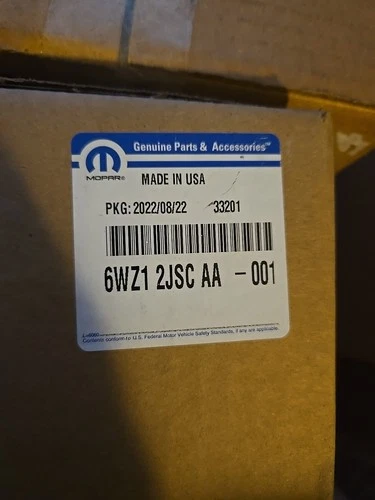 Genuine Parts & Accessories™
MOPAR®
MADE IN USA
PKG: 2022/08/22 33201
6WZ1 2JSC AA - 001
Contents conform to U.S. Federal Motor Vehicle Safety Standards, if any are applicable.